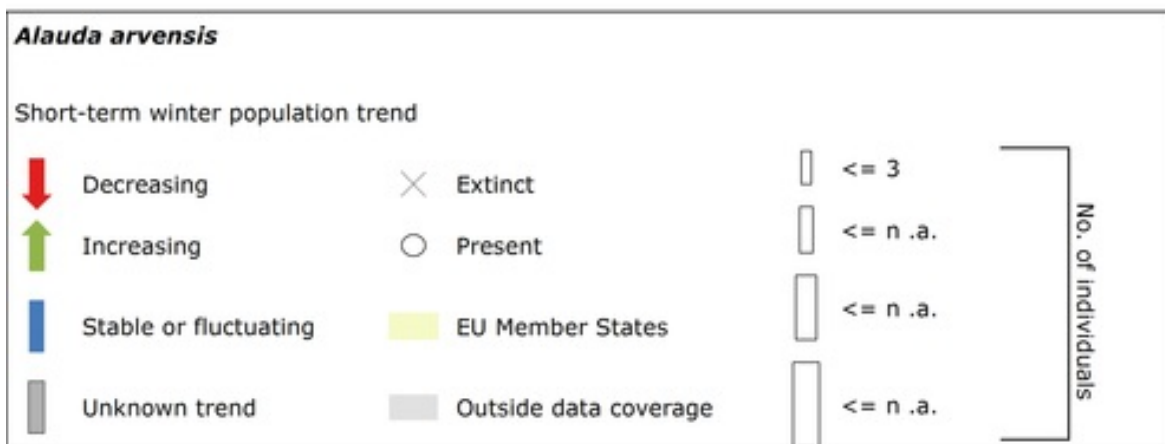 Alauda arvensis
Short-term winter population trend
Decreasing
Extinct
<= 3
Increasing
Present
<= n .a.
Stable or fluctuating
EU Member States
<= n .a.
Unknown trend
Outside data coverage
<= n .a.
No. of individuals